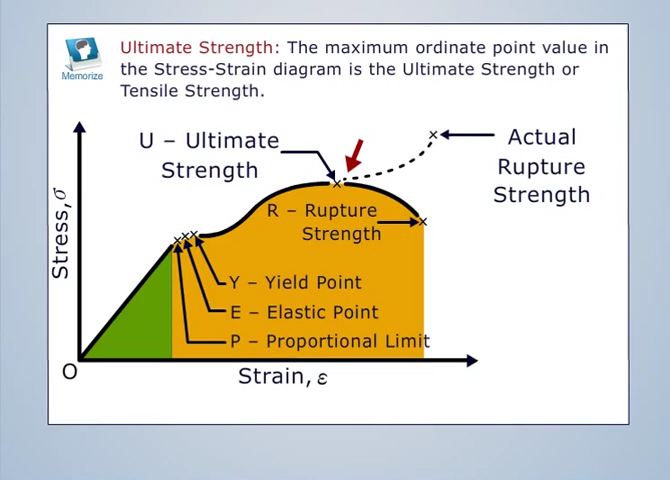 Ultimate Strength: The maximum ordinate point value in
the Stress-Strain diagram is the Ultimate Strength or
Tensile Strength.
Memorize
U – Ultimate
Strength
Actual
Rupture
Strength
R – Rupture
Strength
Stress, σ
Y – Yield Point
E – Elastic Point
P – Proportional Limit
O
Strain, ε